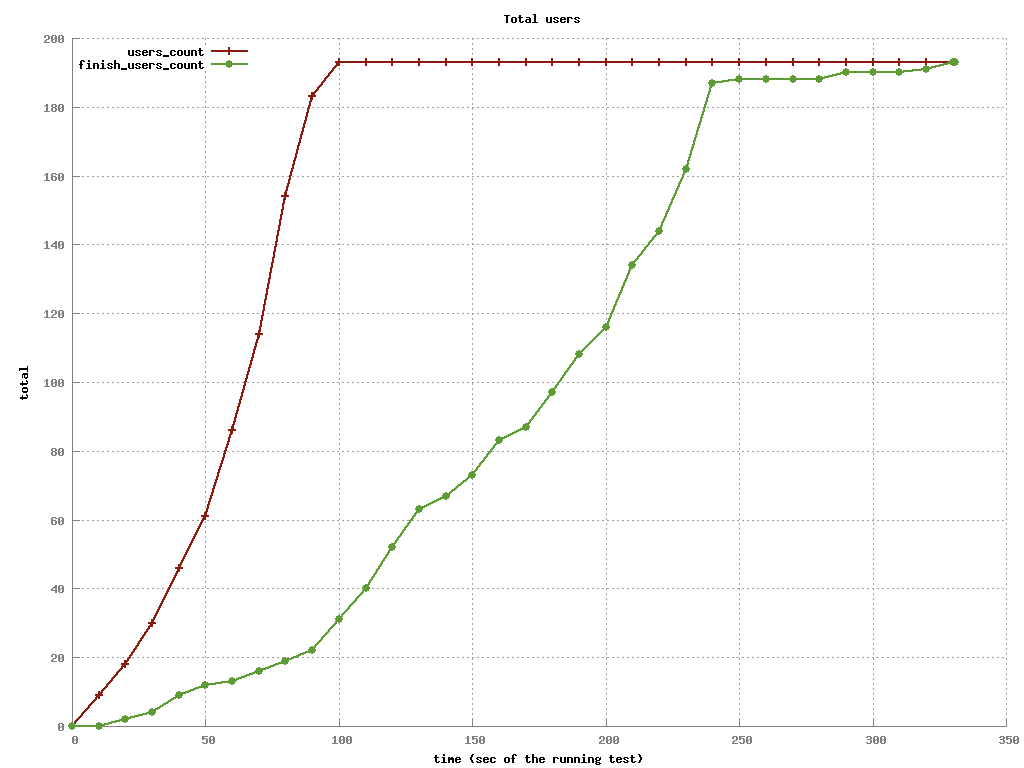 Total users
users_count
finish_users_count
200
180
160
140
120
100
80
60
40
20
0
total
0 50 100 150 200 250 300 350
time (sec of the running test)